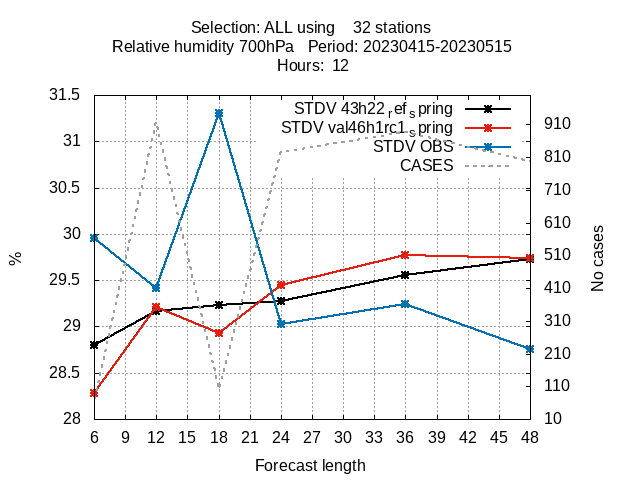 Selection: ALL using    32 stations
Relative humidity 700hPa   Period: 20230415-20230515
Hours:  12
STDV 43h22ref_spring
STDV val46h1rc1spring
STDV OBS
CASES
31.5
31
30.5
30
29.5
29
28.5
28
%
910
810
710
610
510
410
310
210
110
10
No cases
6 9 12 15 18 21 24 27 30 33 36 39 42 45 48
Forecast length